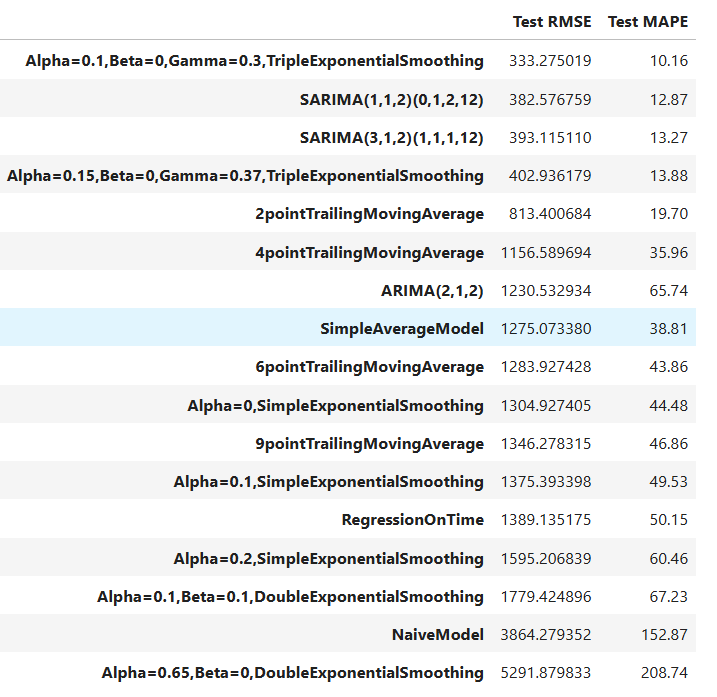 Test RMSE Test MAPE
Alpha=0.1,Beta=0,Gamma=0.3,TripleExponentialSmoothing 333.275019 10.16
SARIMA(1,1,2)(0,1,2,12) 382.576759 12.87
SARIMA(3,1,2)(1,1,1,12) 393.115110 13.27
Alpha=0.15,Beta=0,Gamma=0.37,TripleExponentialSmoothing 402.936179 13.88
2pointTrailingMovingAverage 813.400684 19.70
4pointTrailingMovingAverage 1156.589694 35.96
ARIMA(2,1,2) 1230.532934 65.74
SimpleAverageModel 1275.073380 38.81
6pointTrailingMovingAverage 1283.927428 43.86
Alpha=0,SimpleExponentialSmoothing 1304.927405 44.48
9pointTrailingMovingAverage 1346.278315 46.86
Alpha=0.1,SimpleExponentialSmoothing 1375.393398 49.53
RegressionOnTime 1389.135175 50.15
Alpha=0.2,SimpleExponentialSmoothing 1595.206839 60.46
Alpha=0.1,Beta=0.1,DoubleExponentialSmoothing 1779.424896 67.23
NaiveModel 3864.279352 152.87
Alpha=0.65,Beta=0,DoubleExponentialSmoothing 5291.879833 208.74